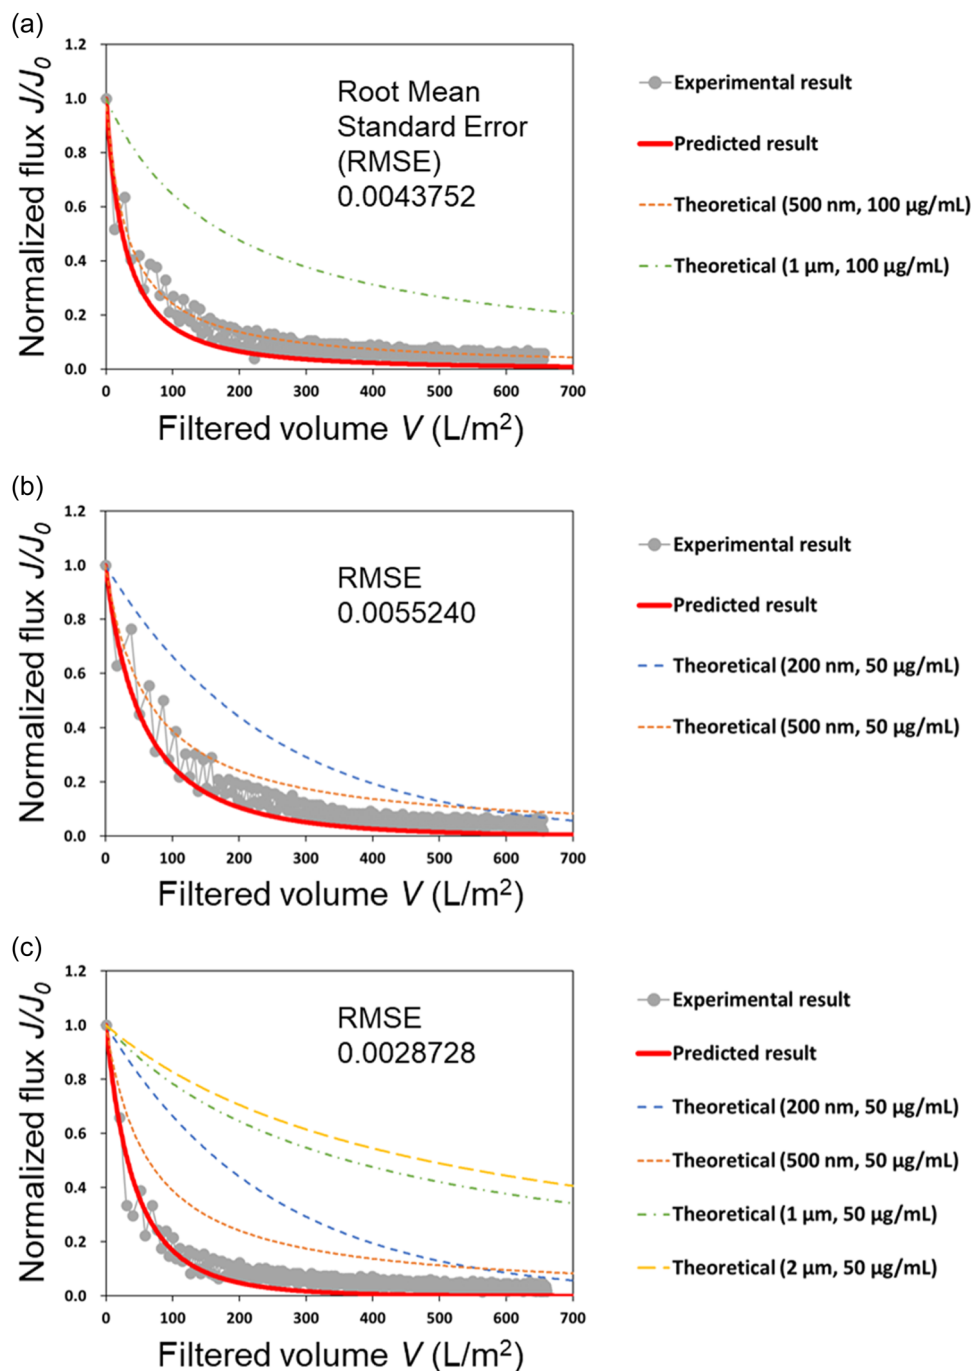 (a)
Normalized flux J/J0
1.2
1.0
0.8
0.6
0.4
0.2
0.0
0
100
200
300
400
500
600
700
Filtered volume V (L/m²)
Root Mean
Standard Error
(RMSE)
0.0043752
Experimental result
Predicted result
Theoretical (500 nm, 100 µg/mL)
Theoretical (1 µm, 100 µg/mL)
(b)
Normalized flux J/J0
1.2
1.0
0.8
0.6
0.4
0.2
0.0
0
100
200
300
400
500
600
700
Filtered volume V (L/m²)
RMSE
0.0055240
Experimental result
Predicted result
Theoretical (200 nm, 50 µg/mL)
Theoretical (500 nm, 50 µg/mL)
(c)
Normalized flux J/J0
1.2
1.0
0.8
0.6
0.4
0.2
0.0
0
100
200
300
400
500
600
700
Filtered volume V (L/m²)
RMSE
0.0028728
Experimental result
Predicted result
Theoretical (200 nm, 50 µg/mL)
Theoretical (500 nm, 50 µg/mL)
Theoretical (1 µm, 50 µg/mL)
Theoretical (2 µm, 50 µg/mL)